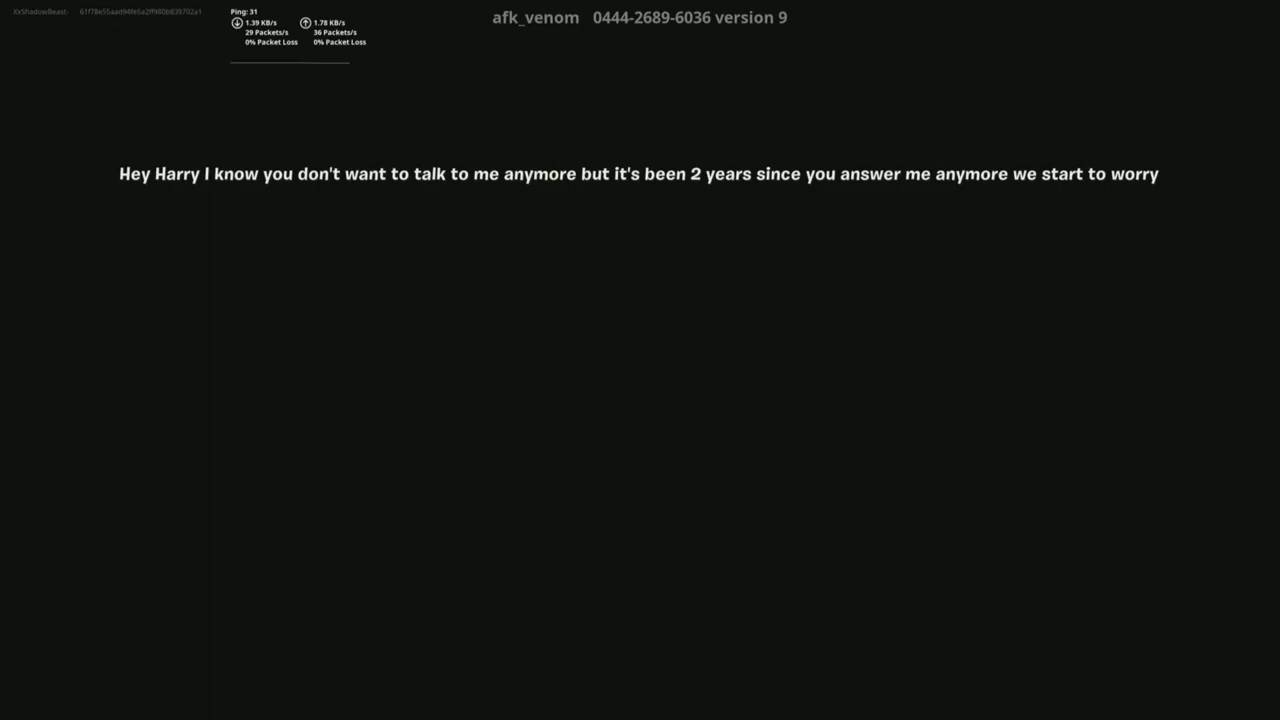 XxShadowBeast-
Ping: 31
1.39 KB/s 1.78 KB/s
29 Packets/s 36 Packets/s
0% Packet Loss 0% Packet Loss
afk_venom 0444-2689-6036 version 9
Hey Harry I know you don't want to talk to me anymore but it's been 2 years since you answer me anymore we start to worry